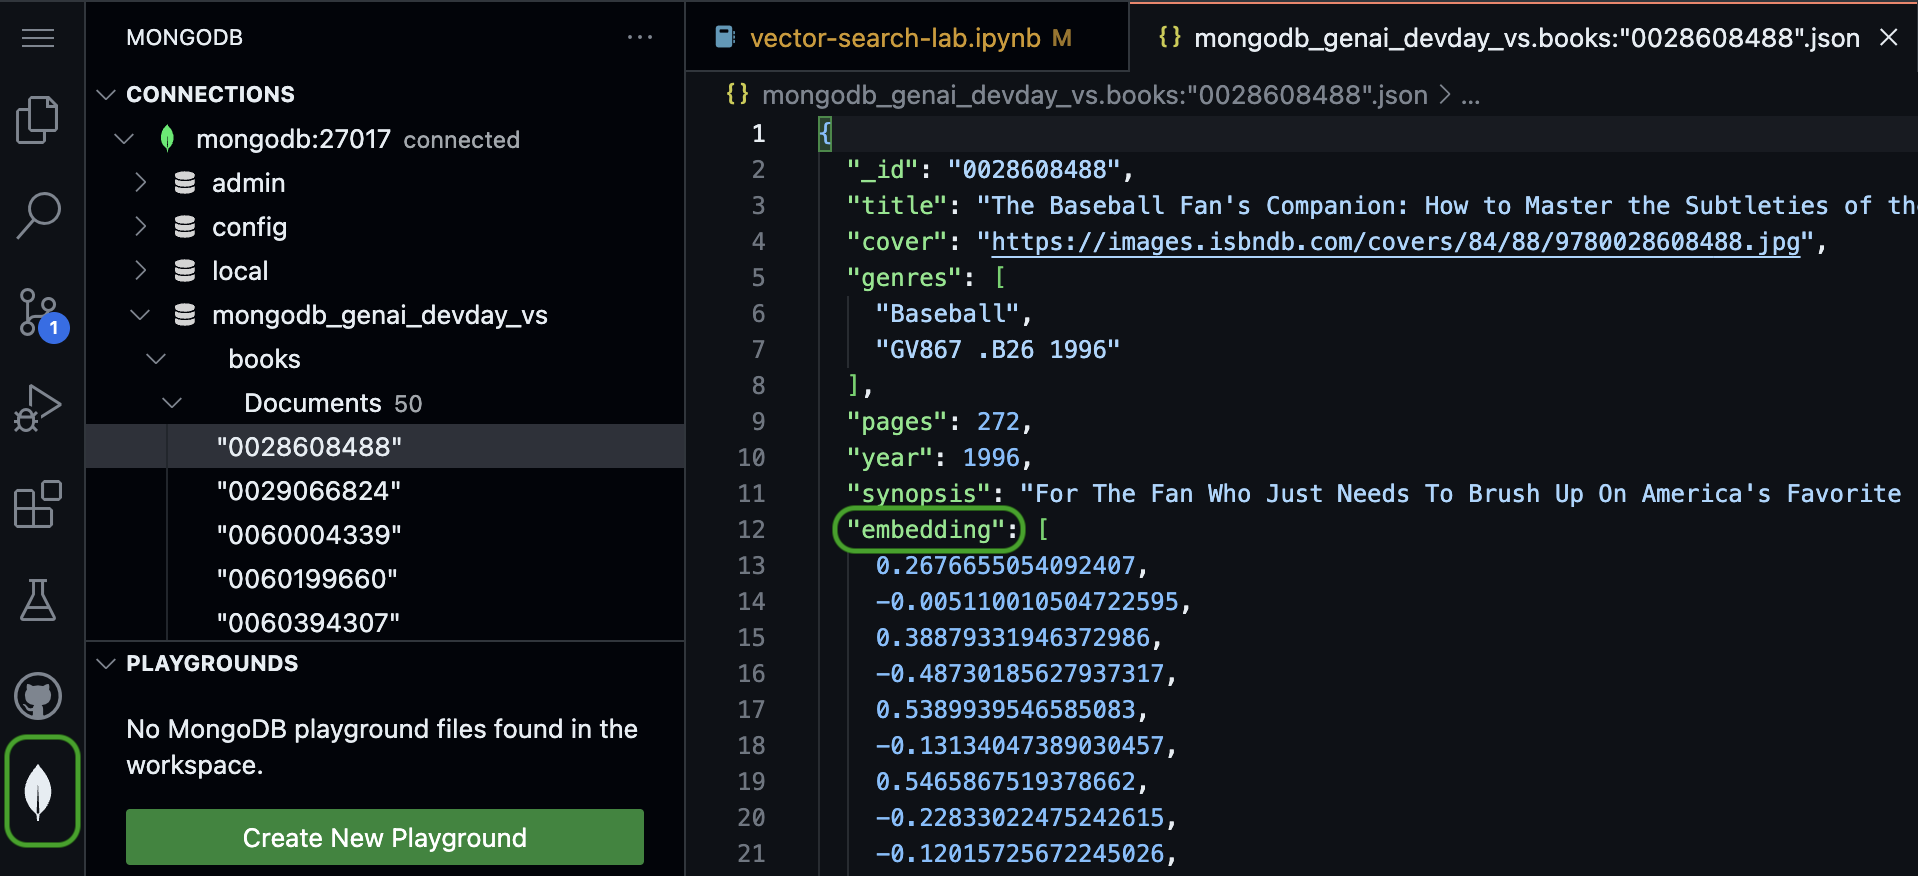 MONGODB
CONNECTIONS
mongodb:27017 connected
admin
config
local
mongodb_genai_devday_vs
books
Documents 50
"0028608488"
"0029066824"
"0060004339"
"0060199660"
"0060394307"
PLAYGROUNDS
No MongoDB playground files found in the
workspace.
Create New Playground
1
vector-search-lab.ipynb M
{} mongodb_genai_devday_vs.books:"0028608488".json
{} mongodb_genai_devday_vs.books:"0028608488".json > ...
1 {
2 "_id": "0028608488",
3 "title": "The Baseball Fan's Companion: How to Master the Subtleties of th
4 "cover": "https://images.isbndb.com/covers/84/88/9780028608488.jpg",
5 "genres": [
6 "Baseball",
7 "GV867 .B26 1996"
8 ],
9 "pages": 272,
10 "year": 1996,
11 "synopsis": "For The Fan Who Just Needs To Brush Up On America's Favorite
12 "embedding": [
13 0.2676655054092407,
14 -0.005110010504722595,
15 0.38879331946372986,
16 -0.48730185627937317,
17 0.5389939546585083,
18 -0.13134047389030457,
19 0.5465867519378662,
20 -0.22833022475242615,
21 -0.12015725672245026,